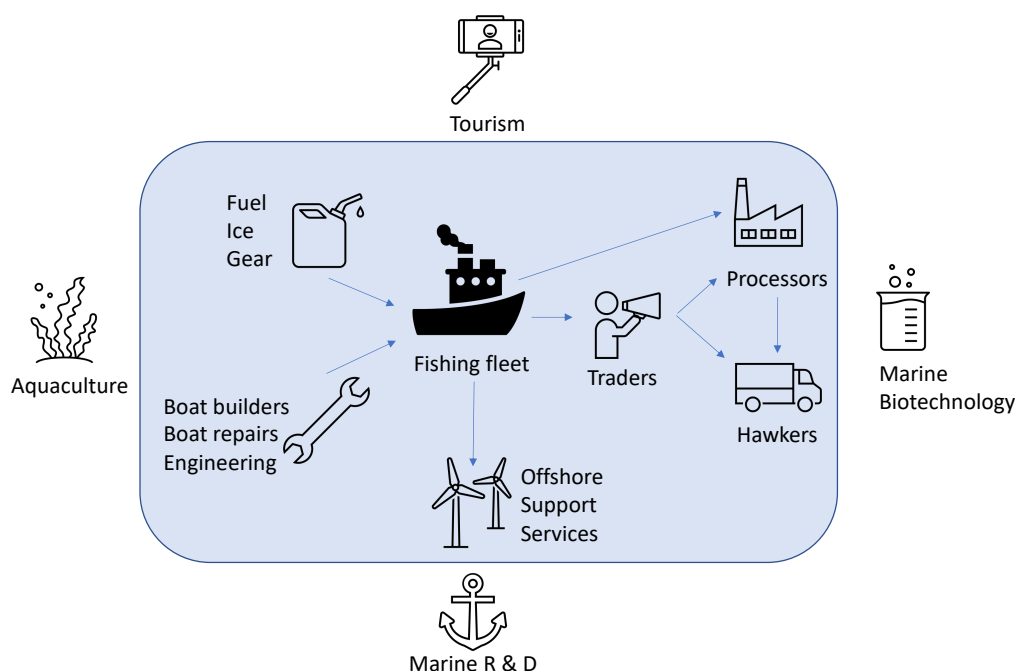 Tourism
Fuel
Ice
Gear
Processors
Fishing fleet
Traders
Aquaculture
Marine
Biotechnology
Boat builders
Boat repairs
Engineering
Hawkers
Offshore
Support
Services
Marine R & D